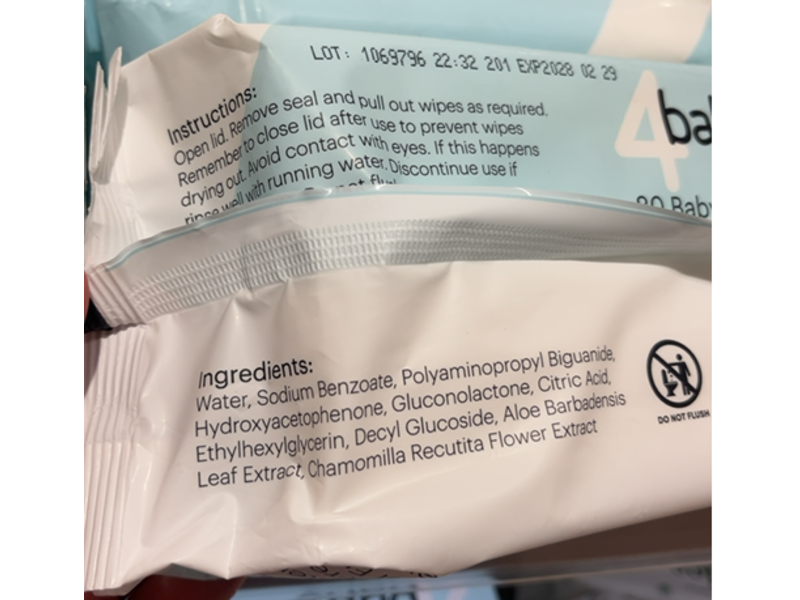 LOT: 1069796 22:32 201 EXP2028 02 29
Instructions:
Open lid. Remove seal and pull out wipes as required.
Remember to close lid after use to prevent wipes
drying out. Avoid contact with eyes. If this happens
rinse well with running water. Discontinue use if
4bab
80 Baby
Ingredients:
Water, Sodium Benzoate, Polyaminopropyl Biguanide,
Hydroxyacetophenone, Gluconolactone, Citric Acid,
Ethylhexylglycerin, Decyl Glucoside, Aloe Barbadensis
Leaf Extract, Chamomilla Recutita Flower Extract
DO NOT FLUSH